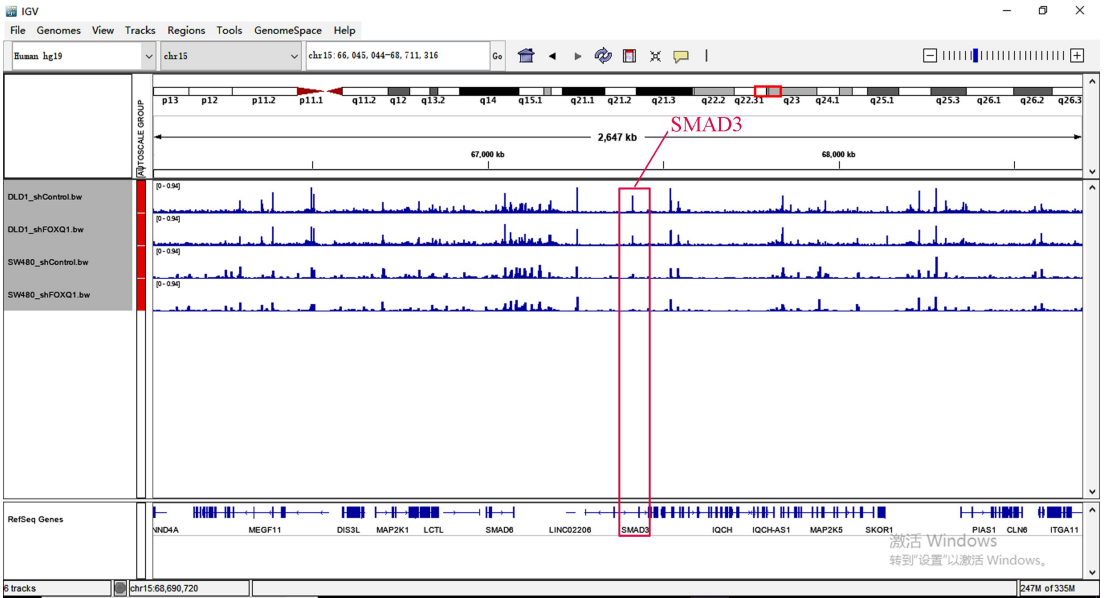 IGV
File Genomes View Tracks Regions Tools GenomeSpace Help
Human hg19 chr15 chr15:66,045,044-68,711,316 Go
p13 p12 p11.2 p11.1 q11.2 q12 q13.2 q14 q15.1 q21.1 q21.2 q21.3 q22.2 q22.31 q23 q24.1 q25.1 q25.3 q26.1 q26.2 q26.3
SMAD3
2,647 kb
67,000 kb 68,000 kb
AUTOSCALE GROUP
[0 - 0.94]
DLD1_shControl.bw
[0 - 0.94]
DLD1_shFOXQ1.bw
[0 - 0.94]
SW480_shControl.bw
[0 - 0.94]
SW480_shFOXQ1.bw
RefSeq Genes
NND4A MEGF11 DIS3L MAP2K1 LCTL SMAD6 LINC02206 SMAD3 IQCH IQCH-AS1 MAP2K5 SKOR1 PIAS1 CLN6 ITGA11
激活 Windows
转到"设置"以激活 Windows。
6 tracks chr15:68,690,720 247M of 335M